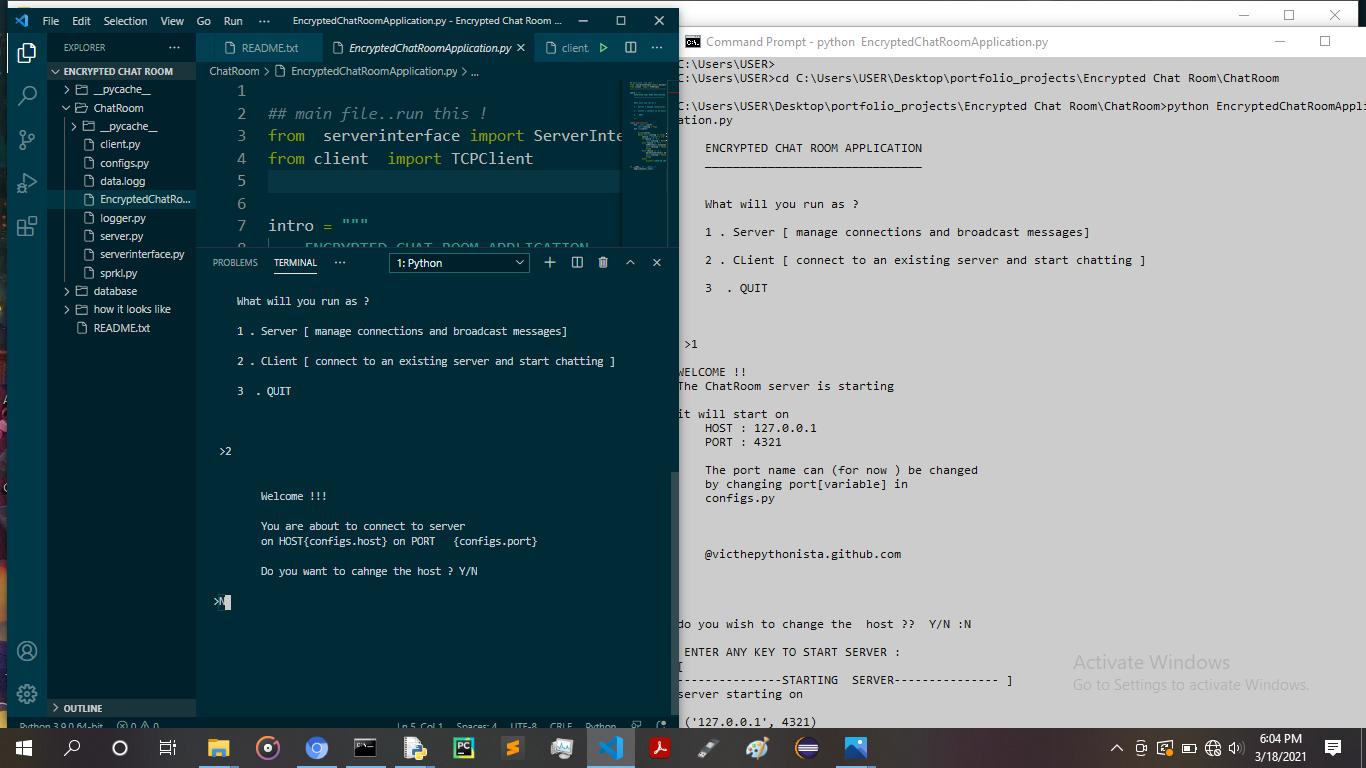 File Edit Selection View Go Run ··· EncryptedChatRoomApplication.py - Encrypted Chat Room ...
EXPLORER ···
ENCRYPTED CHAT ROOM
__pycache__
ChatRoom
__pycache__
client.py
configs.py
data.logg
EncryptedChatRo...
logger.py
server.py
serverinterface.py
sprkl.py
database
how it looks like
README.txt
OUTLINE
README.txt EncryptedChatRoomApplication.py client
ChatRoom > EncryptedChatRoomApplication.py > ...
1
2 ## main file..run this !
3 from  serverinterface import ServerInte
4 from client  import TCPClient
5
6
7 intro = """
8 ENCRYPTED CHAT ROOM APPLICATION
PROBLEMS TERMINAL ··· 1: Python
What will you run as ?
1 . Server [ manage connections and broadcast messages]
2 . CLient [ connect to an existing server and start chatting ]
3  . QUIT
>2
Welcome !!!
You are about to connect to server
on HOST{configs.host} on PORT   {configs.port}
Do you want to cahnge the host ? Y/N
>N
Python 3.9.0 64-bit 0 0 Ln 5, Col 1 Spaces: 4 UTF-8 CRLF Python
Command Prompt - python  EncryptedChatRoomApplication.py
C:\Users\USER>
C:\Users\USER>cd C:\Users\USER\Desktop\portfolio_projects\Encrypted Chat Room\ChatRoom
C:\Users\USER\Desktop\portfolio_projects\Encrypted Chat Room\ChatRoom>python EncryptedChatRoomApplic
ation.py
ENCRYPTED CHAT ROOM APPLICATION
_______________________________
What will you run as ?
1 . Server [ manage connections and broadcast messages]
2 . CLient [ connect to an existing server and start chatting ]
3  . QUIT
>1
WELCOME !!
The ChatRoom server is starting
it will start on
HOST : 127.0.0.1
PORT : 4321
The port name can (for now ) be changed
by changing port[variable] in
configs.py
@victhepythonista.github.com
do you wish to change the  host ??  Y/N :N
ENTER ANY KEY TO START SERVER :
[
---------------STARTING  SERVER--------------- ]
server starting on
('127.0.0.1', 4321)
Activate Windows
Go to Settings to activate Windows.
6:04 PM
3/18/2021